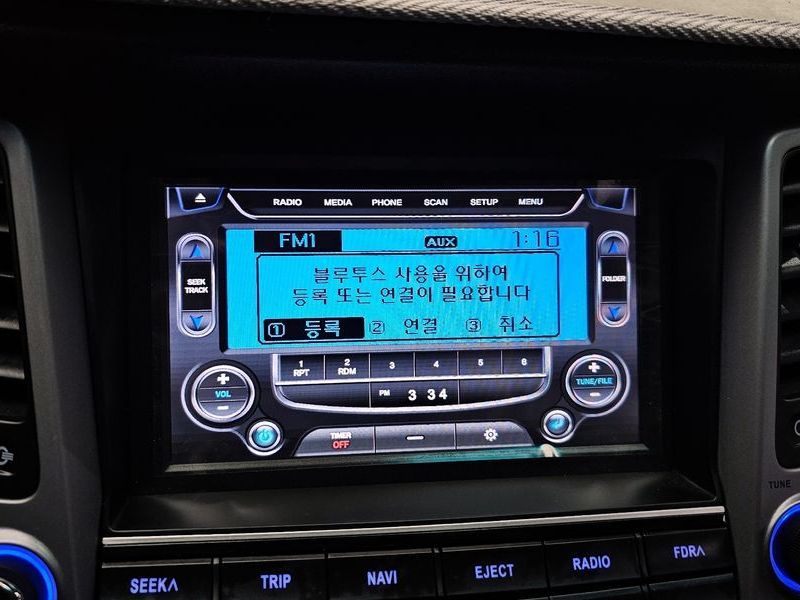 RADIO MEDIA PHONE SCAN SETUP MENU
FM1 AUX 1:16
SEEK
TRACK
FOLDER
블루투스 사용을 위하여
등록 또는 연결이 필요합니다
① 등록 ② 연결 ③ 취소
1 RPT 2 RDM 3 4 5 6
VOL
TUNE/FILE
PM 3 34
TIMER
OFF
TUNE
SEEK∧ TRIP NAVI EJECT RADIO FDR∧